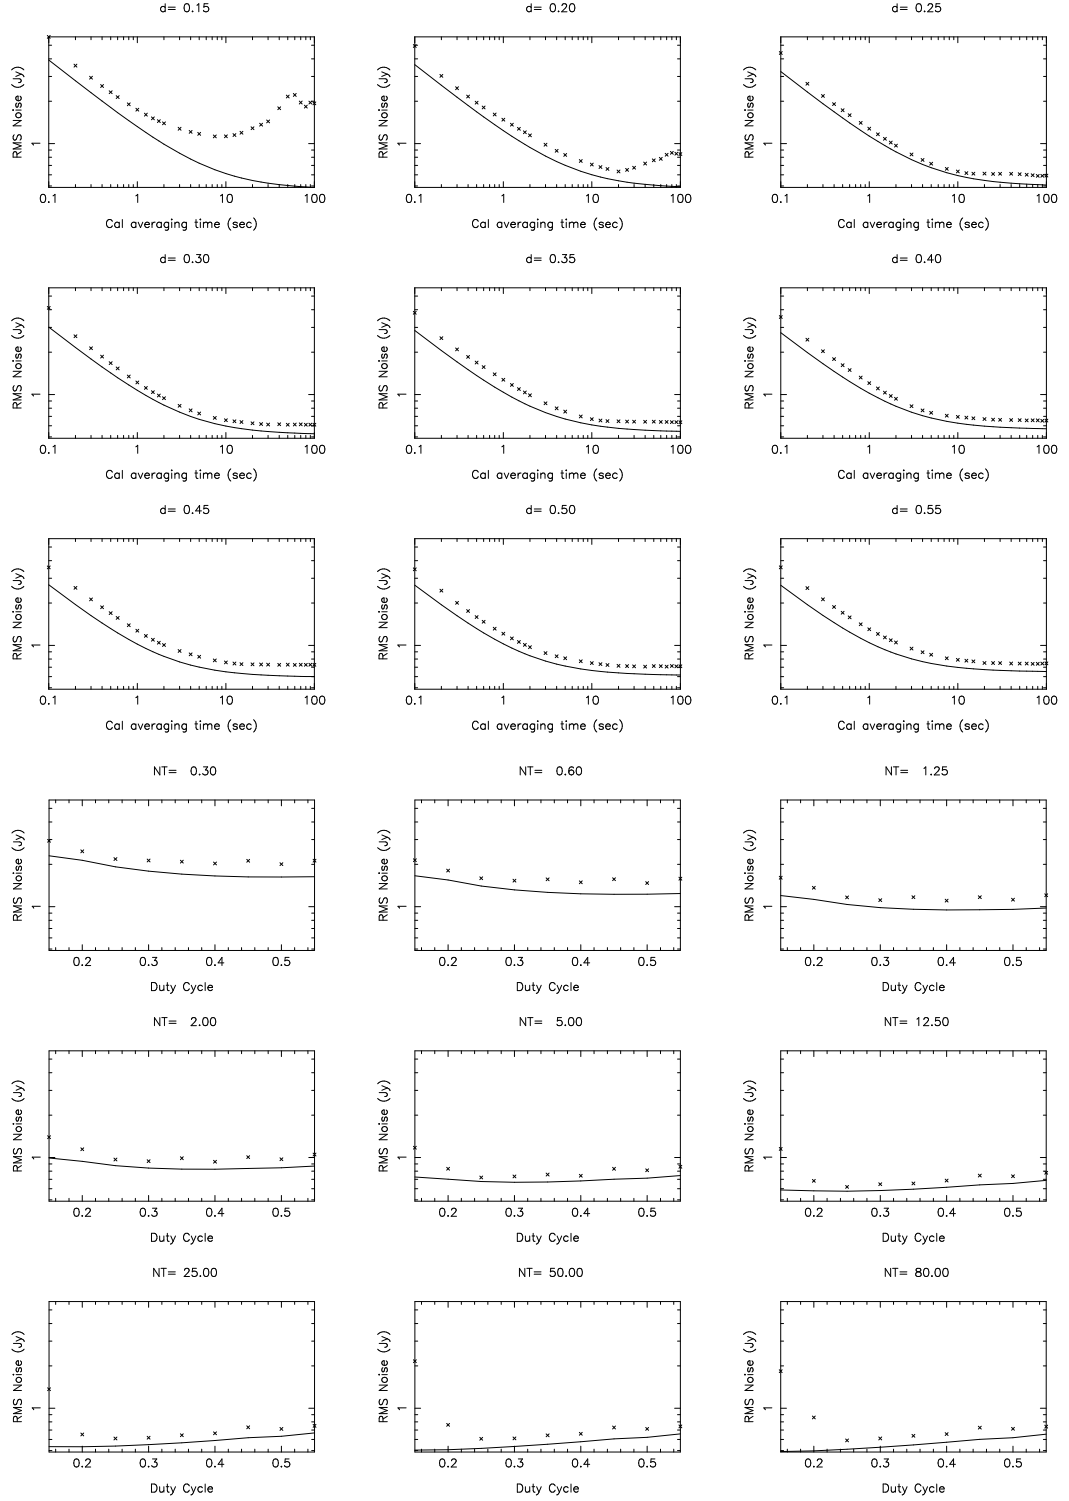 d= 0.15 d= 0.20 d= 0.25
RMS Noise (Jy) RMS Noise (Jy) RMS Noise (Jy)
1 1 1
0.1 1 10 100 0.1 1 10 100 0.1 1 10 100
Cal averaging time (sec) Cal averaging time (sec) Cal averaging time (sec)
d= 0.30 d= 0.35 d= 0.40
RMS Noise (Jy) RMS Noise (Jy) RMS Noise (Jy)
1 1 1
0.1 1 10 100 0.1 1 10 100 0.1 1 10 100
Cal averaging time (sec) Cal averaging time (sec) Cal averaging time (sec)
d= 0.45 d= 0.50 d= 0.55
RMS Noise (Jy) RMS Noise (Jy) RMS Noise (Jy)
1 1 1
0.1 1 10 100 0.1 1 10 100 0.1 1 10 100
Cal averaging time (sec) Cal averaging time (sec) Cal averaging time (sec)
NT= 0.30 NT= 0.60 NT= 1.25
RMS Noise (Jy) RMS Noise (Jy) RMS Noise (Jy)
1 1 1
0.2 0.3 0.4 0.5 0.2 0.3 0.4 0.5 0.2 0.3 0.4 0.5
Duty Cycle Duty Cycle Duty Cycle
NT= 2.00 NT= 5.00 NT= 12.50
RMS Noise (Jy) RMS Noise (Jy) RMS Noise (Jy)
1 1 1
0.2 0.3 0.4 0.5 0.2 0.3 0.4 0.5 0.2 0.3 0.4 0.5
Duty Cycle Duty Cycle Duty Cycle
NT= 25.00 NT= 50.00 NT= 80.00
RMS Noise (Jy) RMS Noise (Jy) RMS Noise (Jy)
1 1 1
0.2 0.3 0.4 0.5 0.2 0.3 0.4 0.5 0.2 0.3 0.4 0.5
Duty Cycle Duty Cycle Duty Cycle